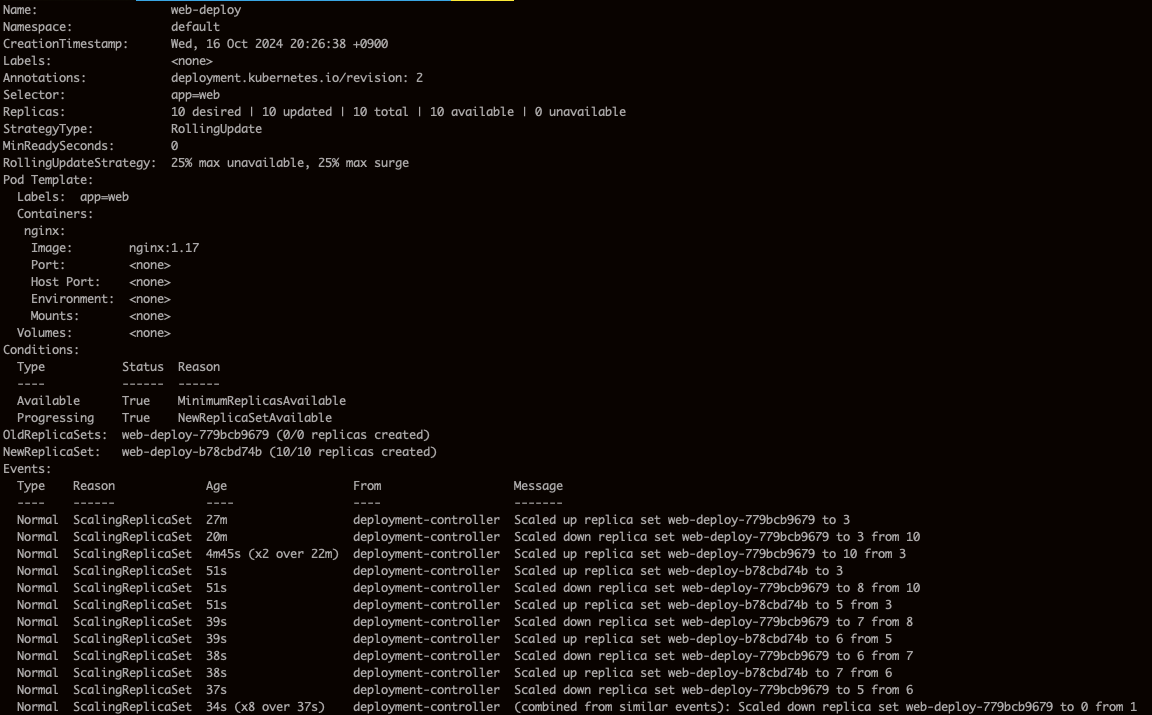 Name:                   web-deploy
Namespace:              default
CreationTimestamp:      Wed, 16 Oct 2024 20:26:38 +0900
Labels:                 <none>
Annotations:            deployment.kubernetes.io/revision: 2
Selector:               app=web
Replicas:               10 desired | 10 updated | 10 total | 10 available | 0 unavailable
StrategyType:           RollingUpdate
MinReadySeconds:        0
RollingUpdateStrategy:  25% max unavailable, 25% max surge
Pod Template:
  Labels:  app=web
  Containers:
   nginx:
    Image:        nginx:1.17
    Port:         <none>
    Host Port:    <none>
    Environment:  <none>
    Mounts:       <none>
  Volumes:        <none>
Conditions:
  Type           Status  Reason
  ----           ------  ------
  Available      True    MinimumReplicasAvailable
  Progressing    True    NewReplicaSetAvailable
OldReplicaSets:  web-deploy-779bcb9679 (0/0 replicas created)
NewReplicaSet:   web-deploy-b78cbd74b (10/10 replicas created)
Events:
  Type    Reason             Age                  From                   Message
  ----    ------             ----                 ----                   -------
  Normal  ScalingReplicaSet  27m                  deployment-controller  Scaled up replica set web-deploy-779bcb9679 to 3
  Normal  ScalingReplicaSet  20m                  deployment-controller  Scaled down replica set web-deploy-779bcb9679 to 3 from 10
  Normal  ScalingReplicaSet  4m45s (x2 over 22m)  deployment-controller  Scaled up replica set web-deploy-779bcb9679 to 10 from 3
  Normal  ScalingReplicaSet  51s                  deployment-controller  Scaled up replica set web-deploy-b78cbd74b to 3
  Normal  ScalingReplicaSet  51s                  deployment-controller  Scaled down replica set web-deploy-779bcb9679 to 8 from 10
  Normal  ScalingReplicaSet  51s                  deployment-controller  Scaled up replica set web-deploy-b78cbd74b to 5 from 3
  Normal  ScalingReplicaSet  39s                  deployment-controller  Scaled down replica set web-deploy-779bcb9679 to 7 from 8
  Normal  ScalingReplicaSet  39s                  deployment-controller  Scaled up replica set web-deploy-b78cbd74b to 6 from 5
  Normal  ScalingReplicaSet  38s                  deployment-controller  Scaled down replica set web-deploy-779bcb9679 to 6 from 7
  Normal  ScalingReplicaSet  38s                  deployment-controller  Scaled up replica set web-deploy-b78cbd74b to 7 from 6
  Normal  ScalingReplicaSet  37s                  deployment-controller  Scaled down replica set web-deploy-779bcb9679 to 5 from 6
  Normal  ScalingReplicaSet  34s (x8 over 37s)    deployment-controller  (combined from similar events): Scaled down replica set web-deploy-779bcb9679 to 0 from 1